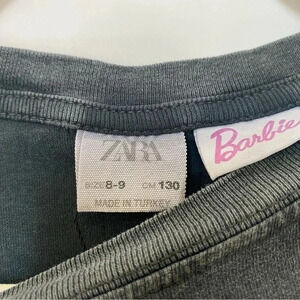 ZARA
SIZE 8-9 CM 130
MADE IN TURKEY
Barbie